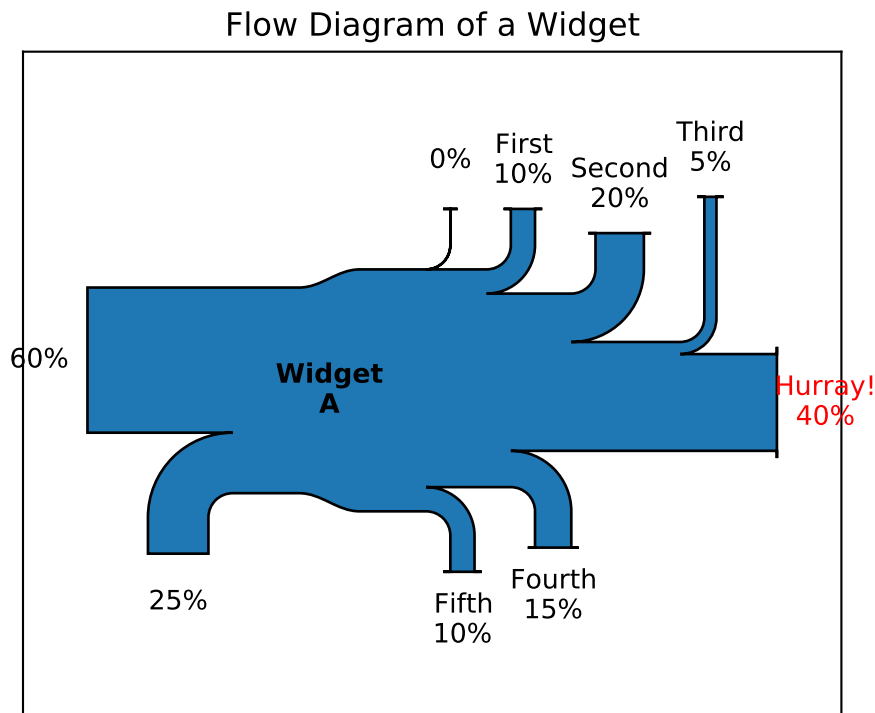 Flow Diagram of a Widget
0%
First
10%
Second
20%
Third
5%
60%
Widget
A
Hurray!
40%
25%
Fifth
10%
Fourth
15%